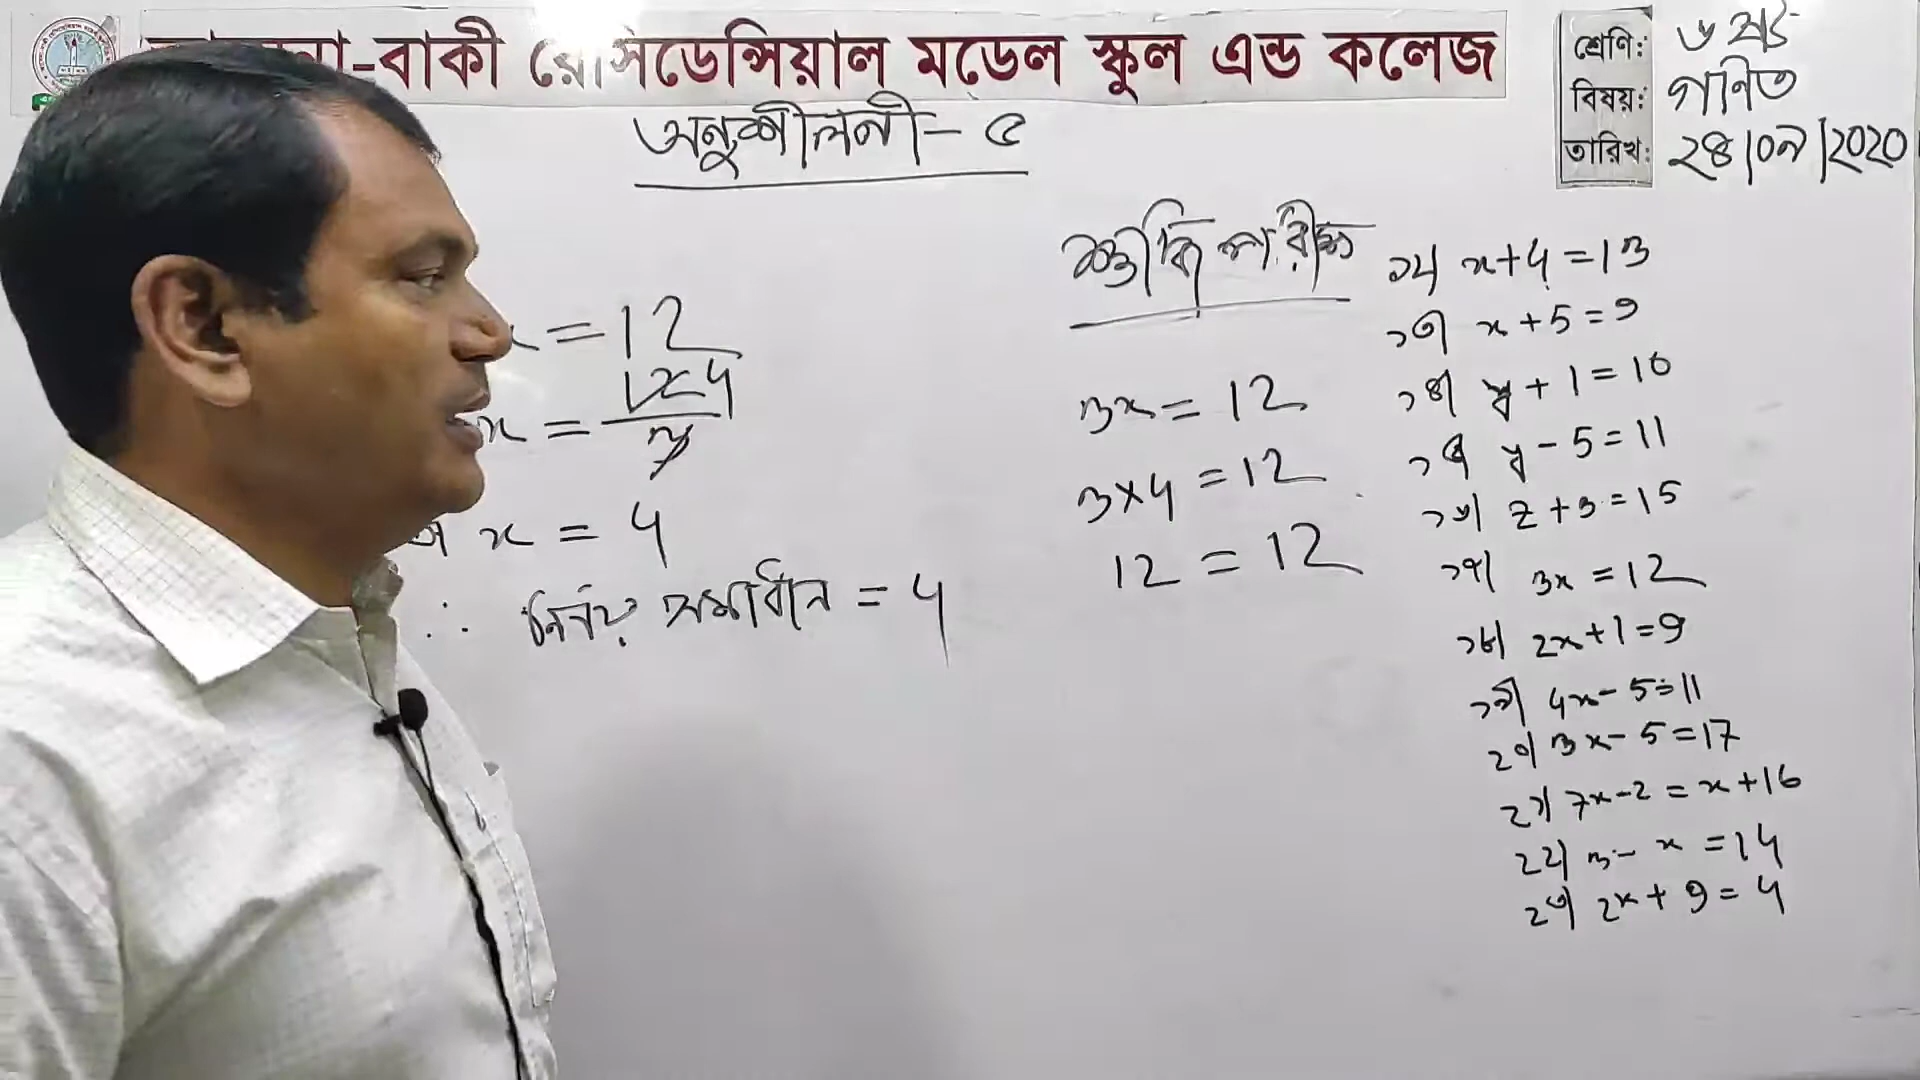 -বাকী রেসিডেন্সিয়াল মডেল স্কুল এন্ড কলেজ
শ্রেণি: ৬ষ্ঠ
বিষয়: গণিত
তারিখ: ২৪/০৯/2020
অনুশীলনী-৫
x = 12
x = 12 4 / 3
x = 4
∴ নির্ণেয় সমাধান = 4
শুদ্ধি পরীক্ষা
3x = 12
3×4 = 12
12 = 12
১২) x+4=13
১৩) x+5=9
১৪) y+1=10
১৫) y-5=11
১৬) z+3=15
১৭) 3x=12
১৮) 2x+1=9
১৯) 4x-5=11
২০) 3x-5=17
২১) 7x-2=x+16
২২) 3-x=14
২৩) 2x+9=4